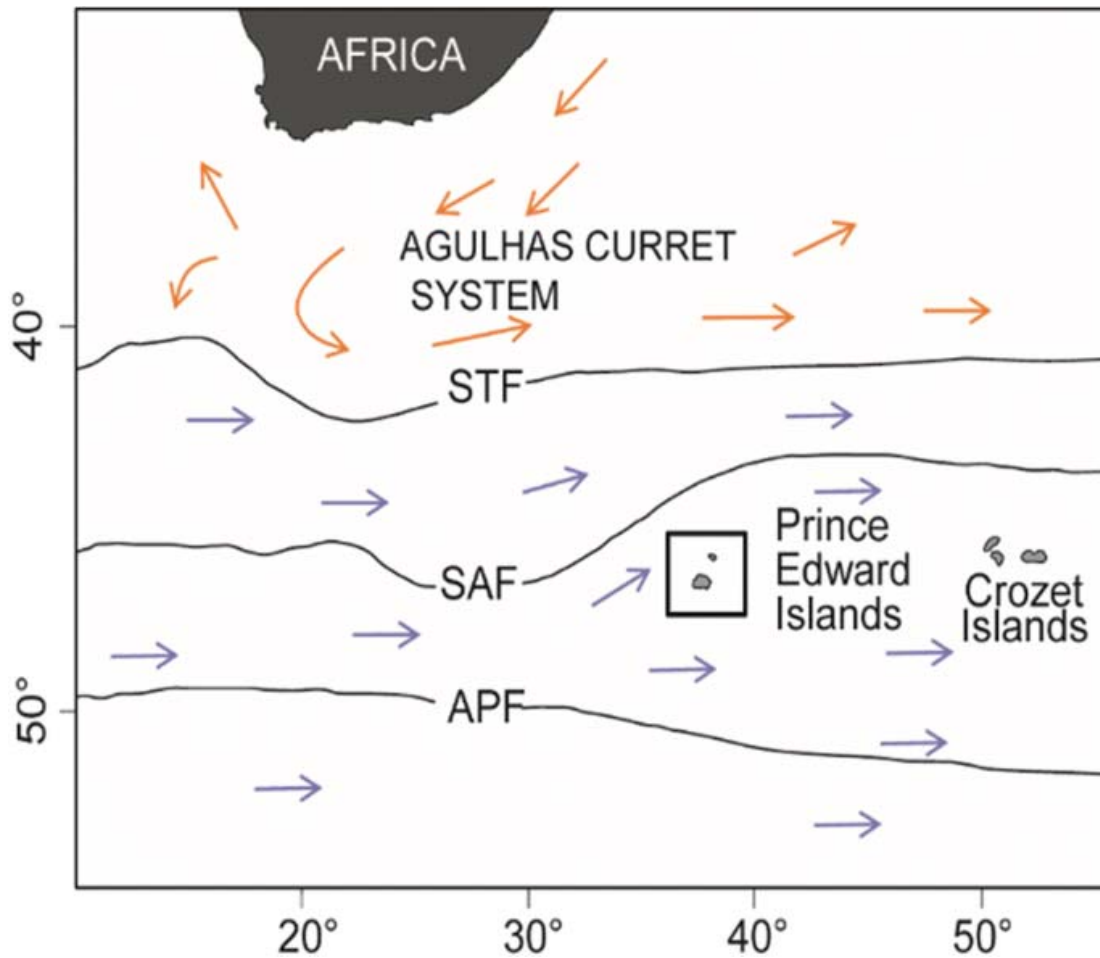 AFRICA
AGULHAS CURRET
SYSTEM
40°
STF
Prince
Edward
Islands
SAF
Crozet
Islands
50°
APF
20°
30°
40°
50°